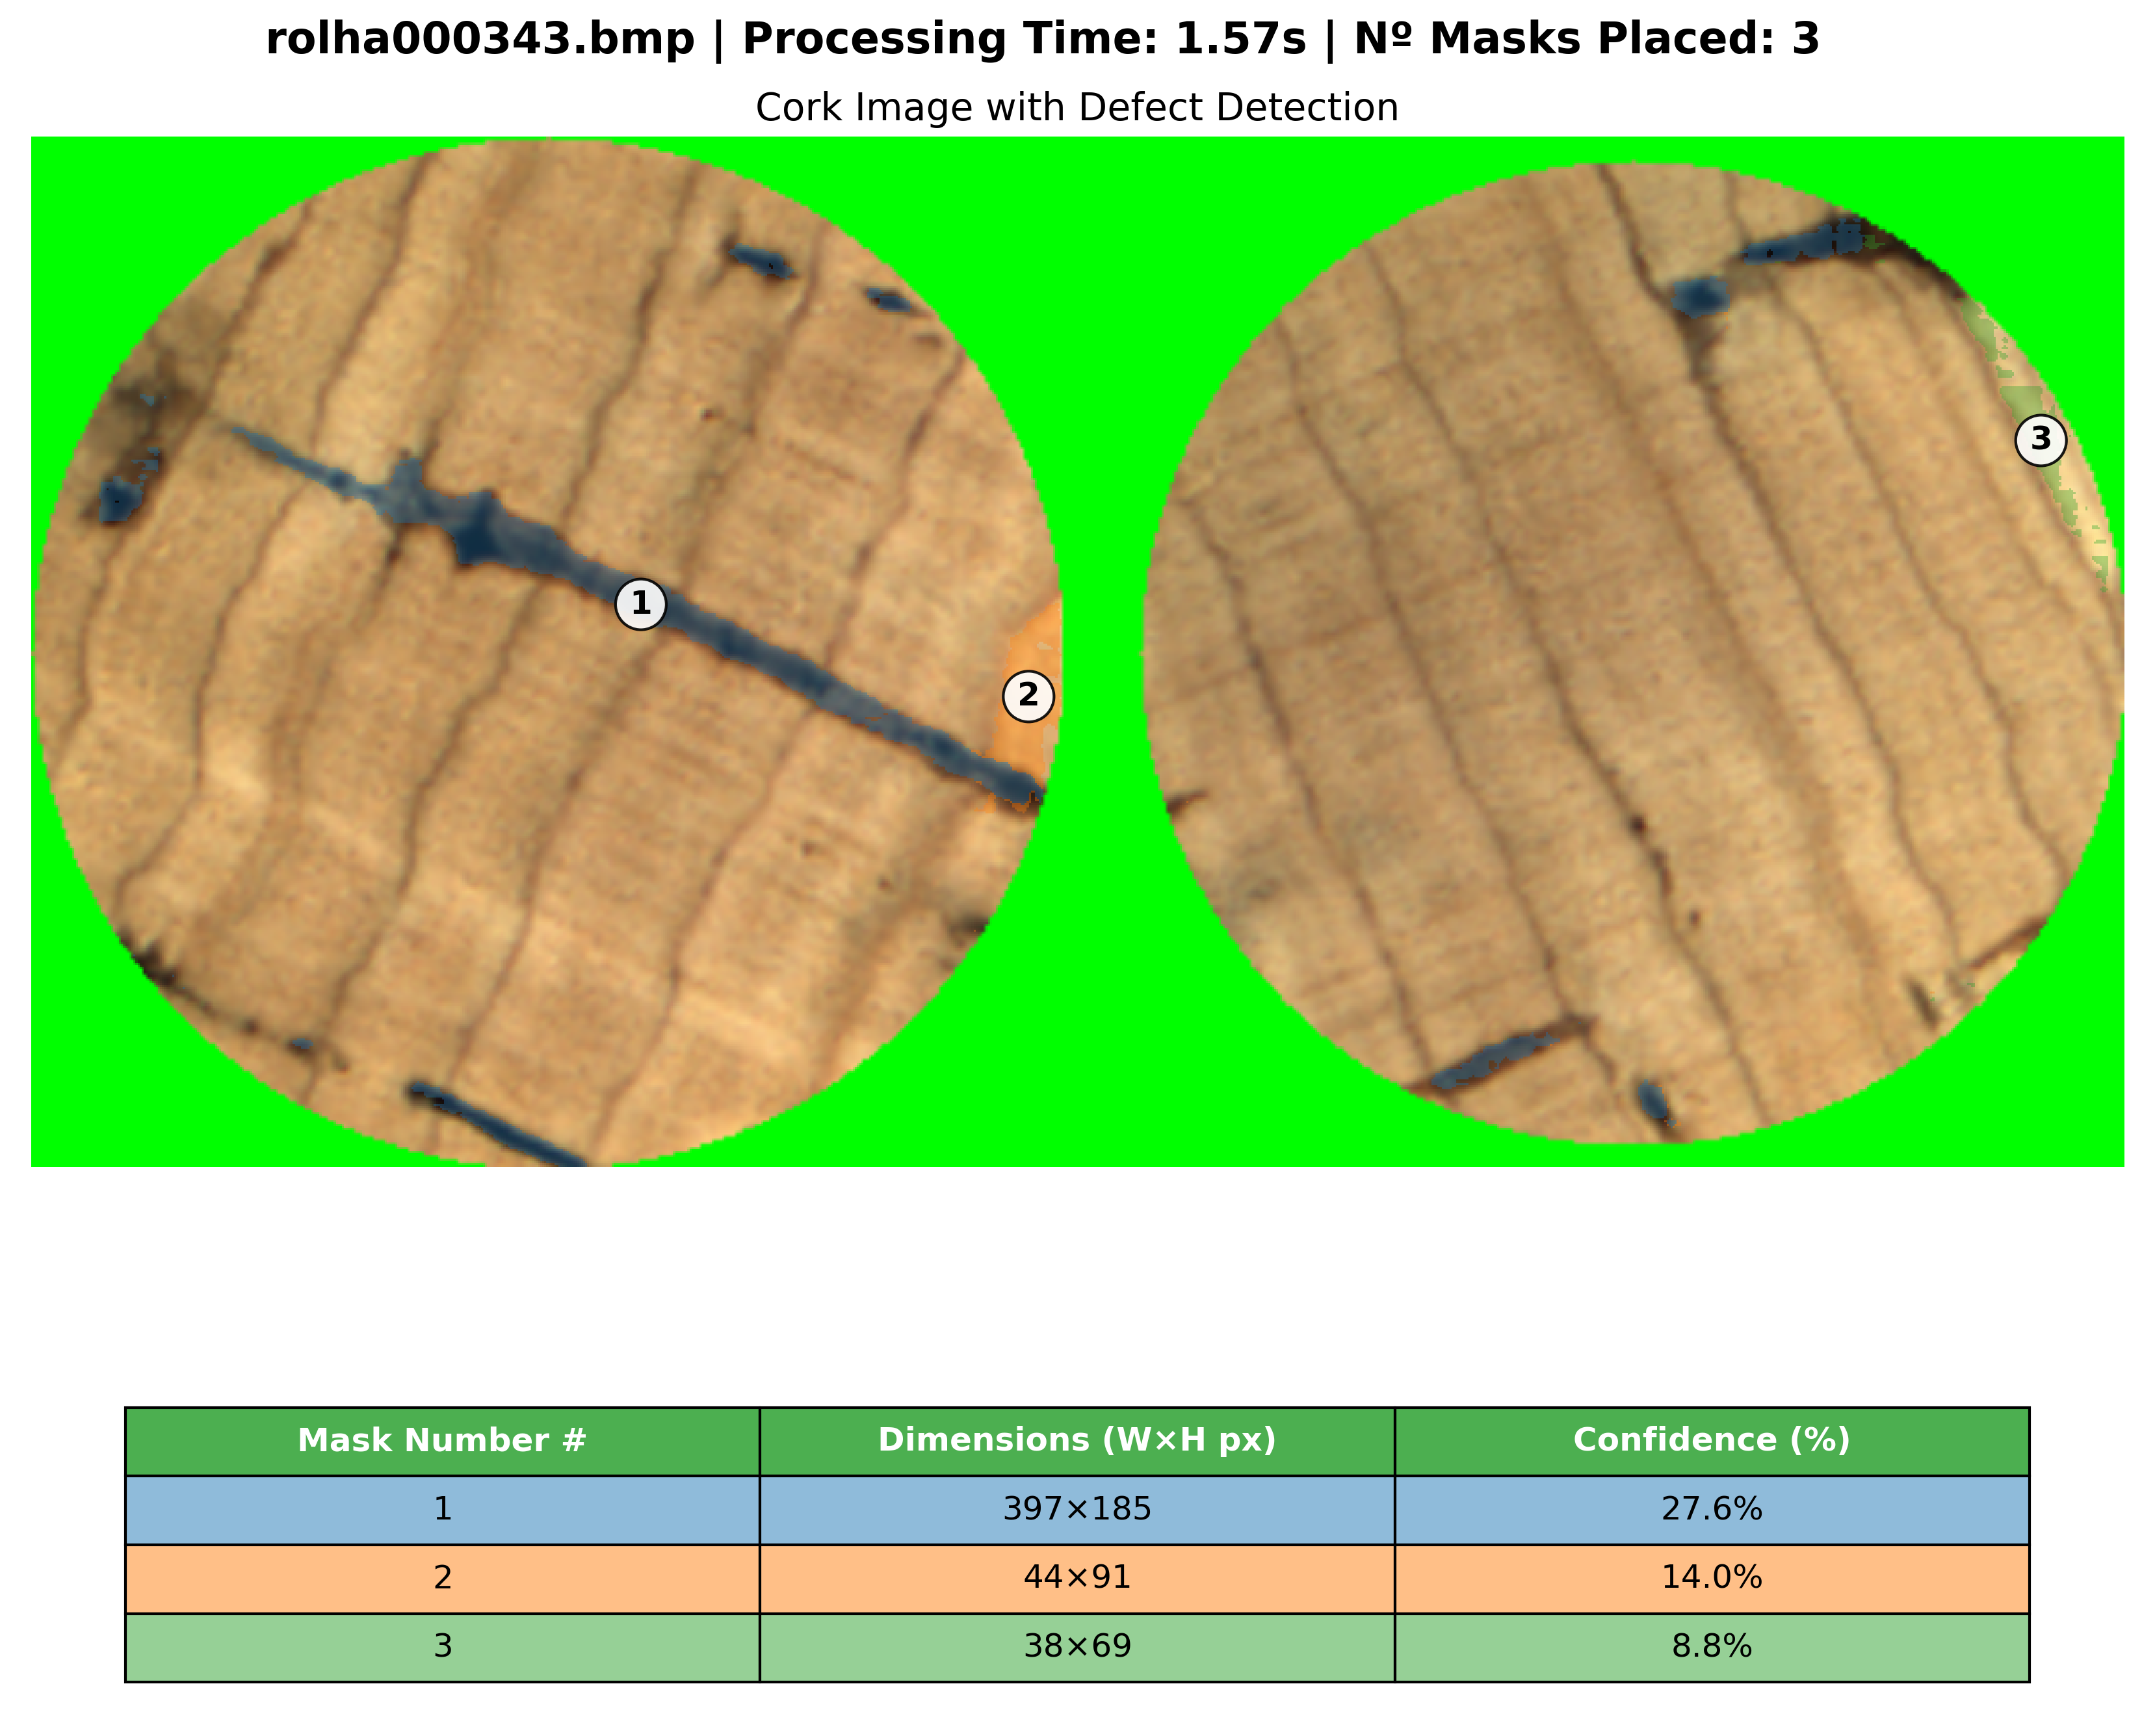 rolha000343.bmp | Processing Time: 1.57s | Nº Masks Placed: 3
Cork Image with Defect Detection
3
1
2
Mask Number # Dimensions (W×H px) Confidence (%)
1 397×185 27.6%
2 44×91 14.0%
3 38×69 8.8%